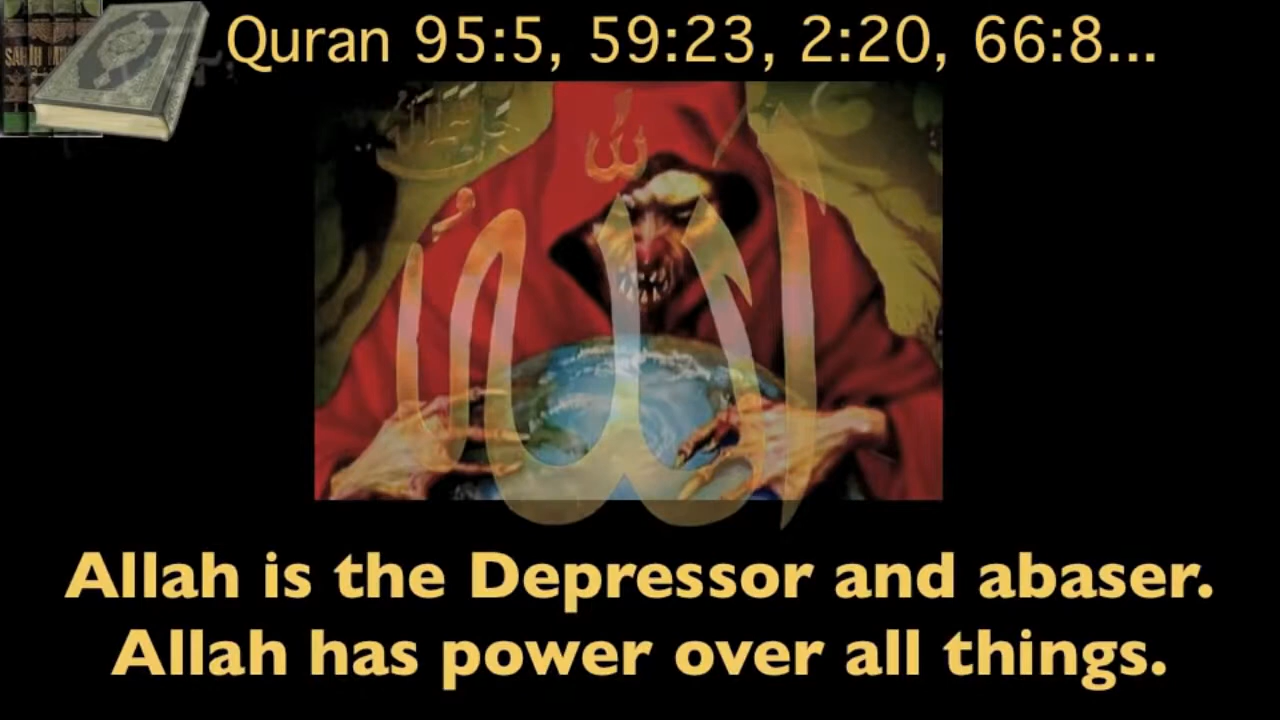 Quran 95:5, 59:23, 2:20, 66:8...
الله
Allah is the Depressor and abaser.
Allah has power over all things.